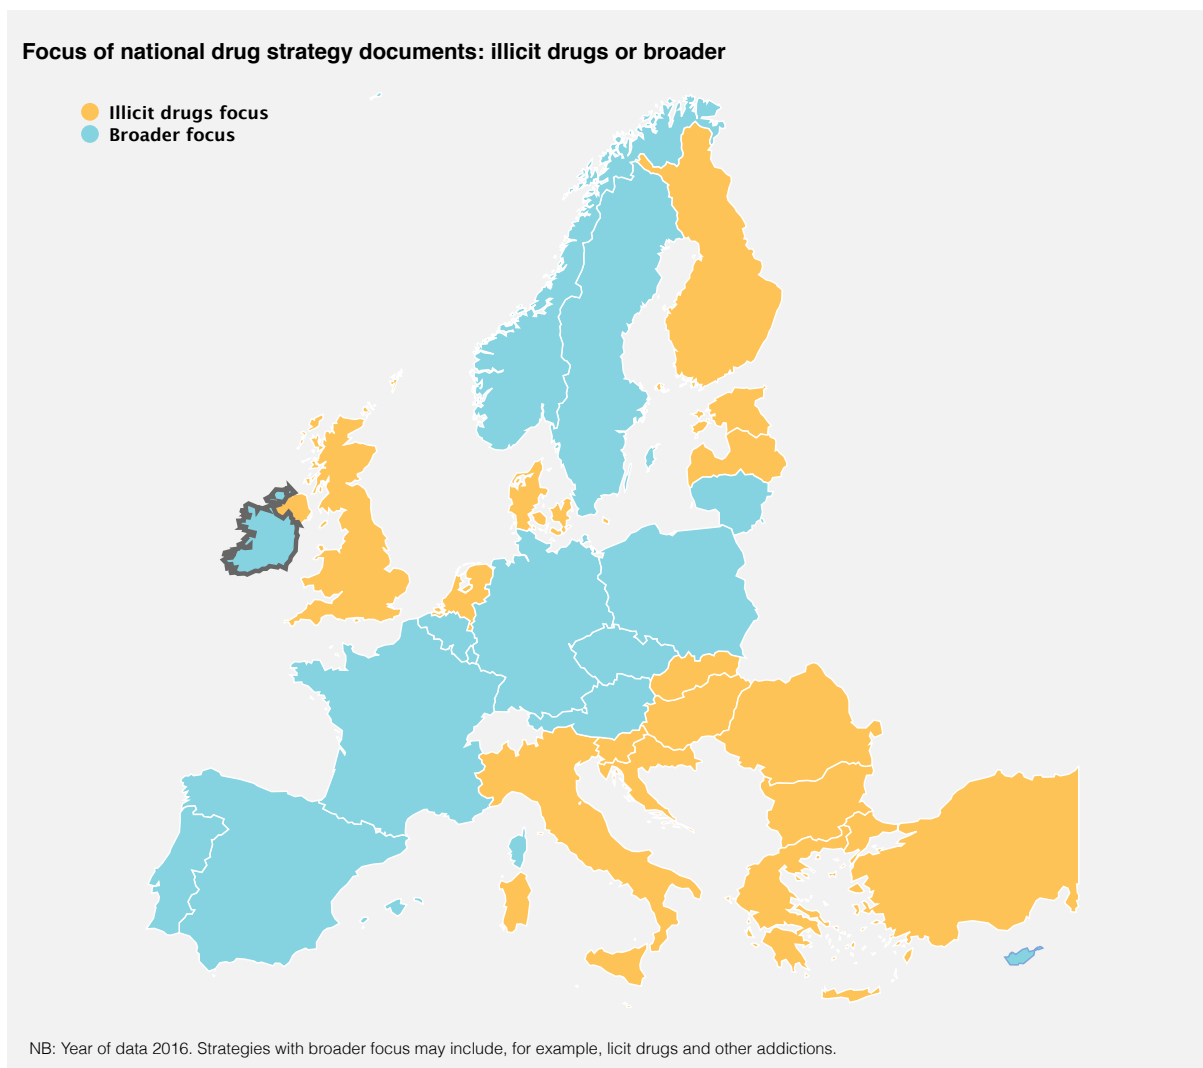 Focus of national drug strategy documents: illicit drugs or broader
Illicit drugs focus
Broader focus
NB: Year of data 2016. Strategies with broader focus may include, for example, licit drugs and other addictions.